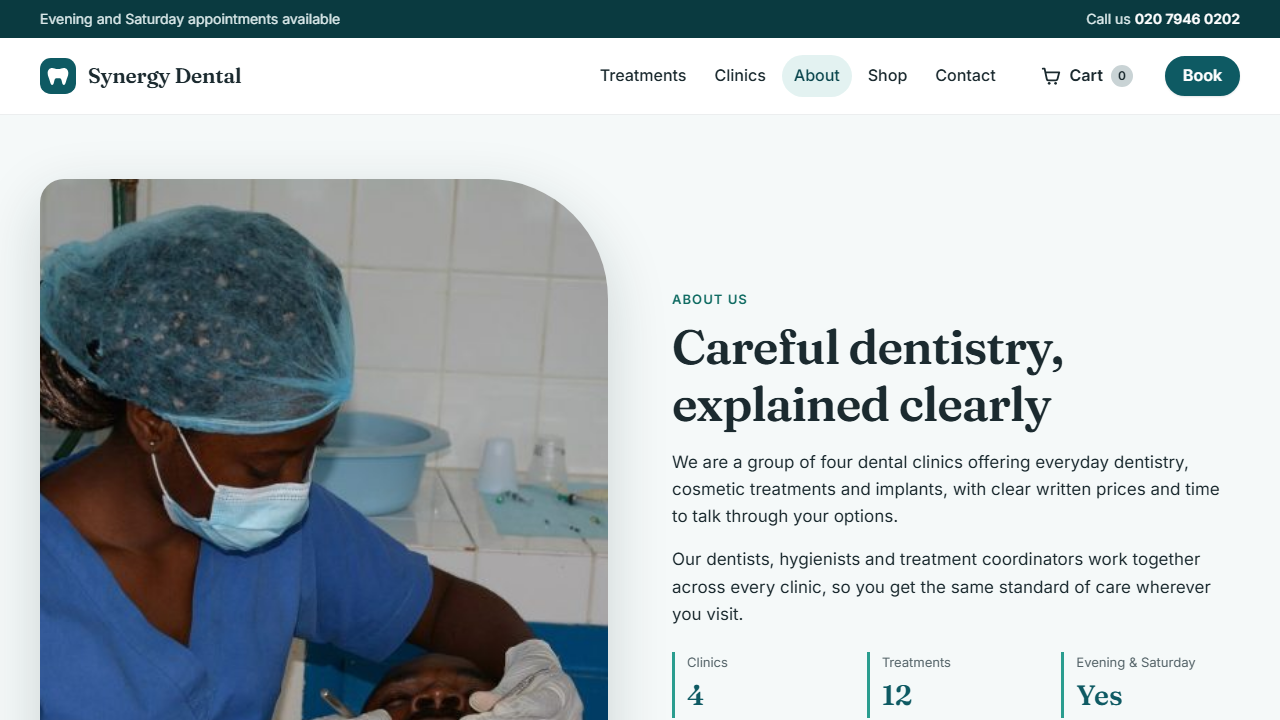 Evening and Saturday appointments available
Call us 020 7946 0202
Synergy Dental
Treatments
Clinics
About
Shop
Contact
Cart 0
Book
ABOUT US
Careful dentistry,
explained clearly
We are a group of four dental clinics offering everyday dentistry,
cosmetic treatments and implants, with clear written prices and time
to talk through your options.
Our dentists, hygienists and treatment coordinators work together
across every clinic, so you get the same standard of care wherever
you visit.
Clinics
4
Treatments
12
Evening & Saturday
Yes